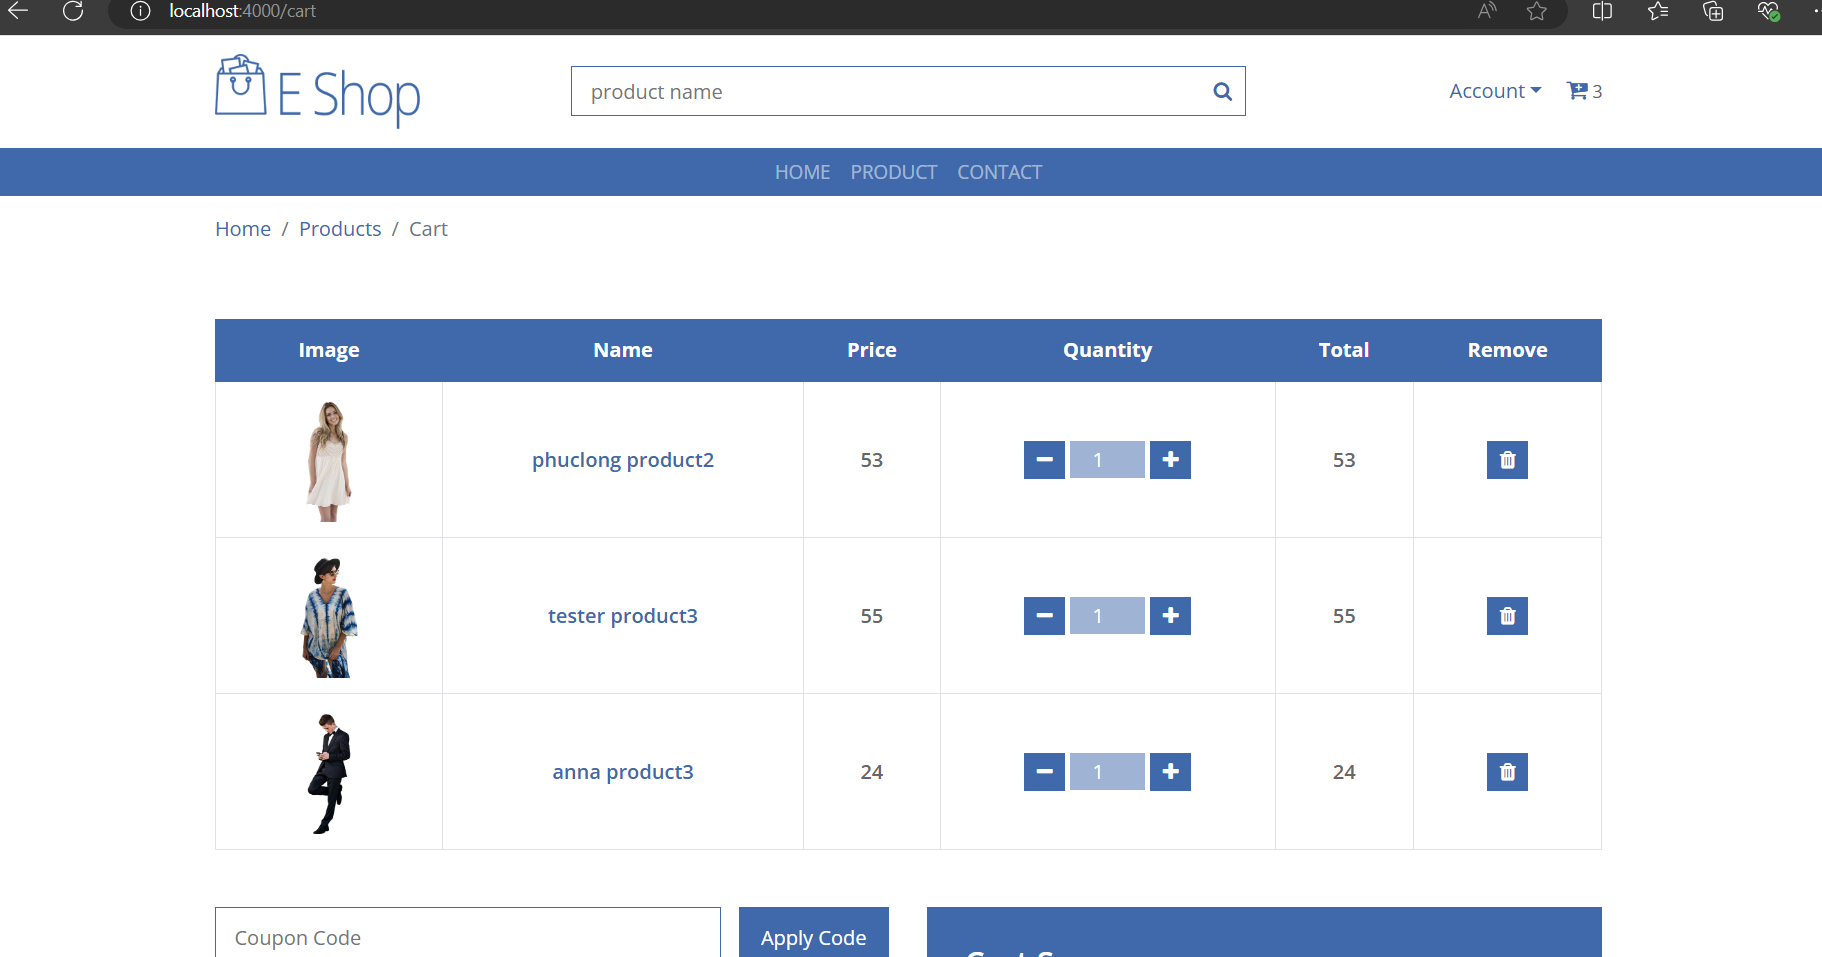 localhost:4000/cart
E Shop
product name
Account
3
HOME PRODUCT CONTACT
Home / Products / Cart
Image Name Price Quantity Total Remove
phuclong product2 53 1 53
tester product3 55 1 55
anna product3 24 1 24
Coupon Code
Apply Code